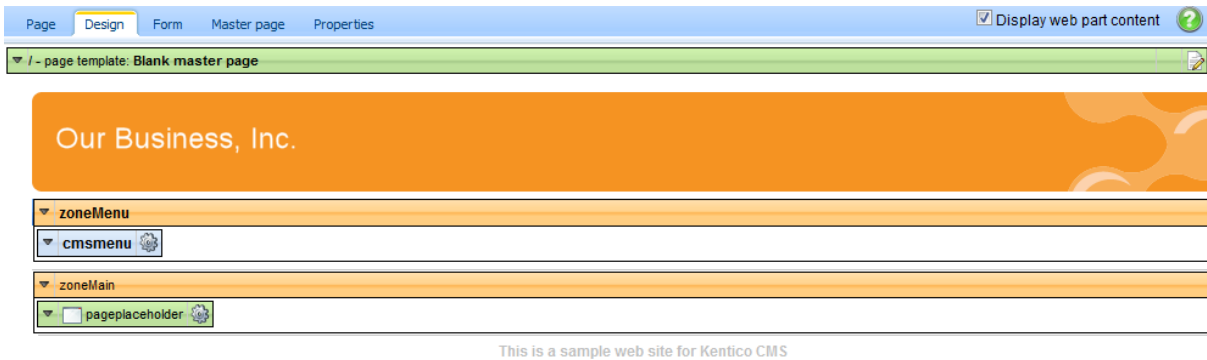 Page Design Form Master page Properties Display web part content ?
/ - page template: Blank master page
Our Business, Inc.
zoneMenu
cmsmenu
zoneMain
pageplaceholder
This is a sample web site for Kentico CMS